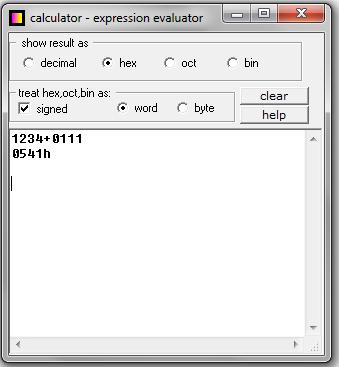 calculator - expression evaluator
show result as
decimal hex oct bin
treat hex,oct,bin as:
signed word byte
clear
help
1234+0111
0541h